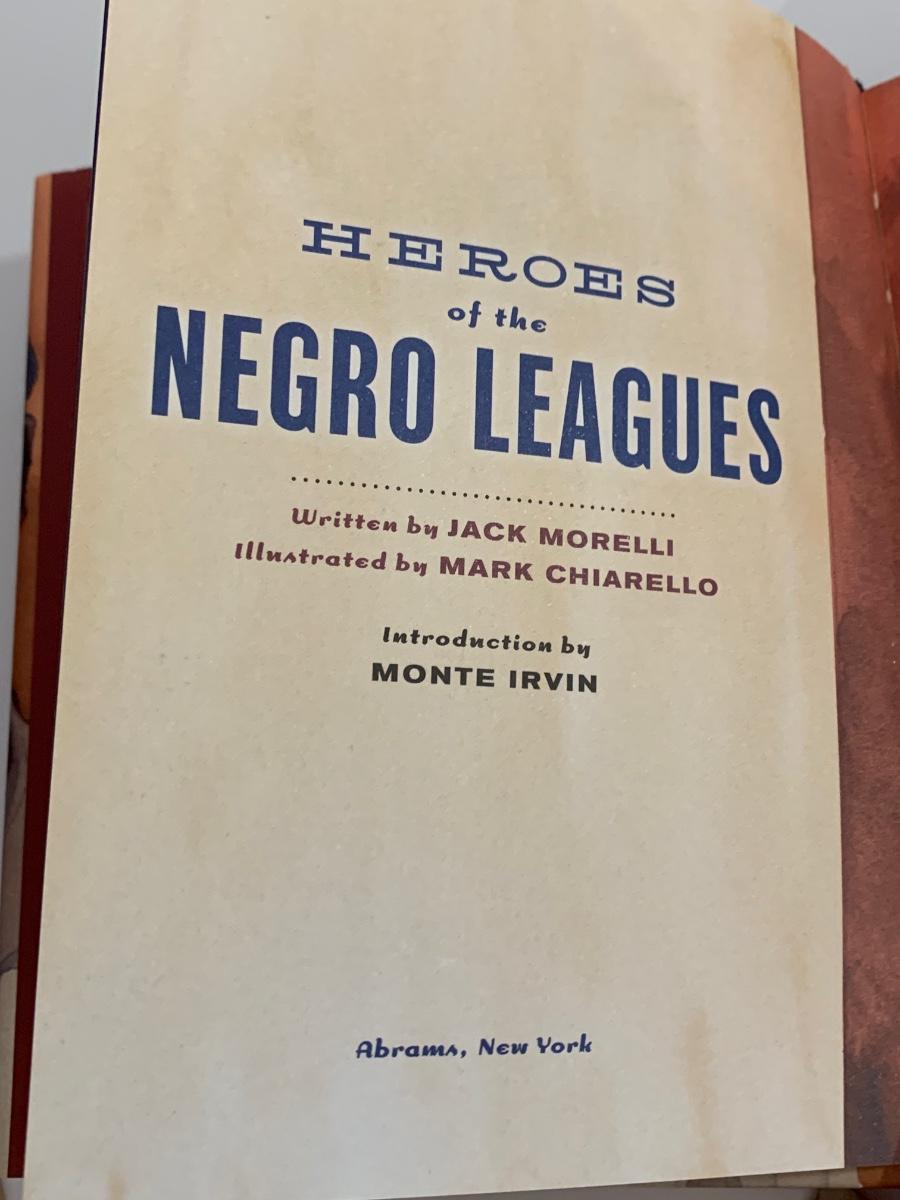 HEROES
of the
NEGRO LEAGUES
Written by JACK MORELLI
Illustrated by MARK CHIARELLO
Introduction by
MONTE IRVIN
Abrams, New York